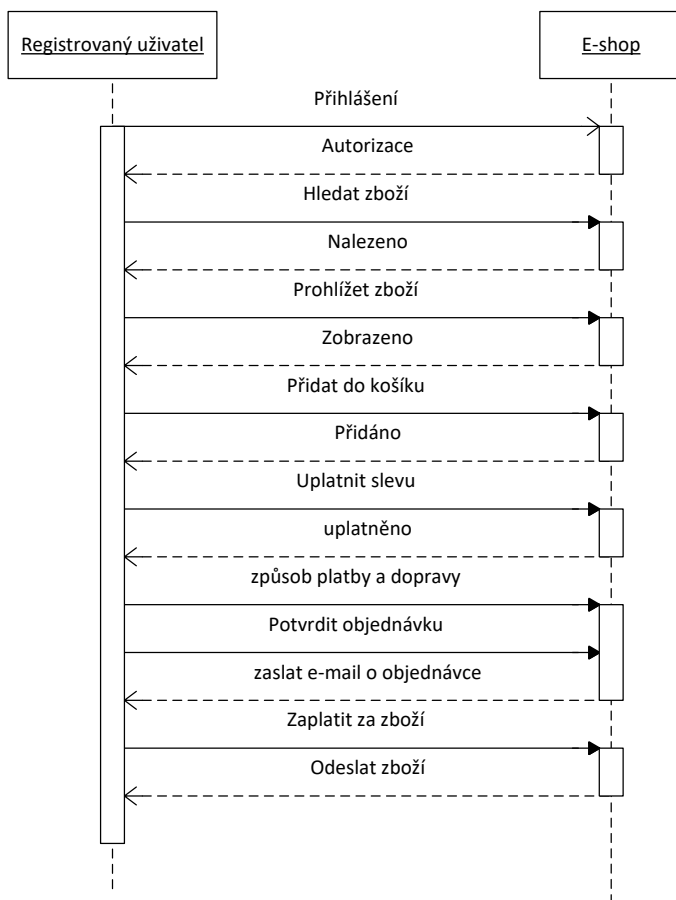 Registrovaný uživatel
E-shop
Přihlášení
Autorizace
Hledat zboží
Nalezeno
Prohlížet zboží
Zobrazeno
Přidat do košíku
Přidáno
Uplatnit slevu
uplatněno
způsob platby a dopravy
Potvrdit objednávku
zaslat e-mail o objednávce
Zaplatit za zboží
Odeslat zboží